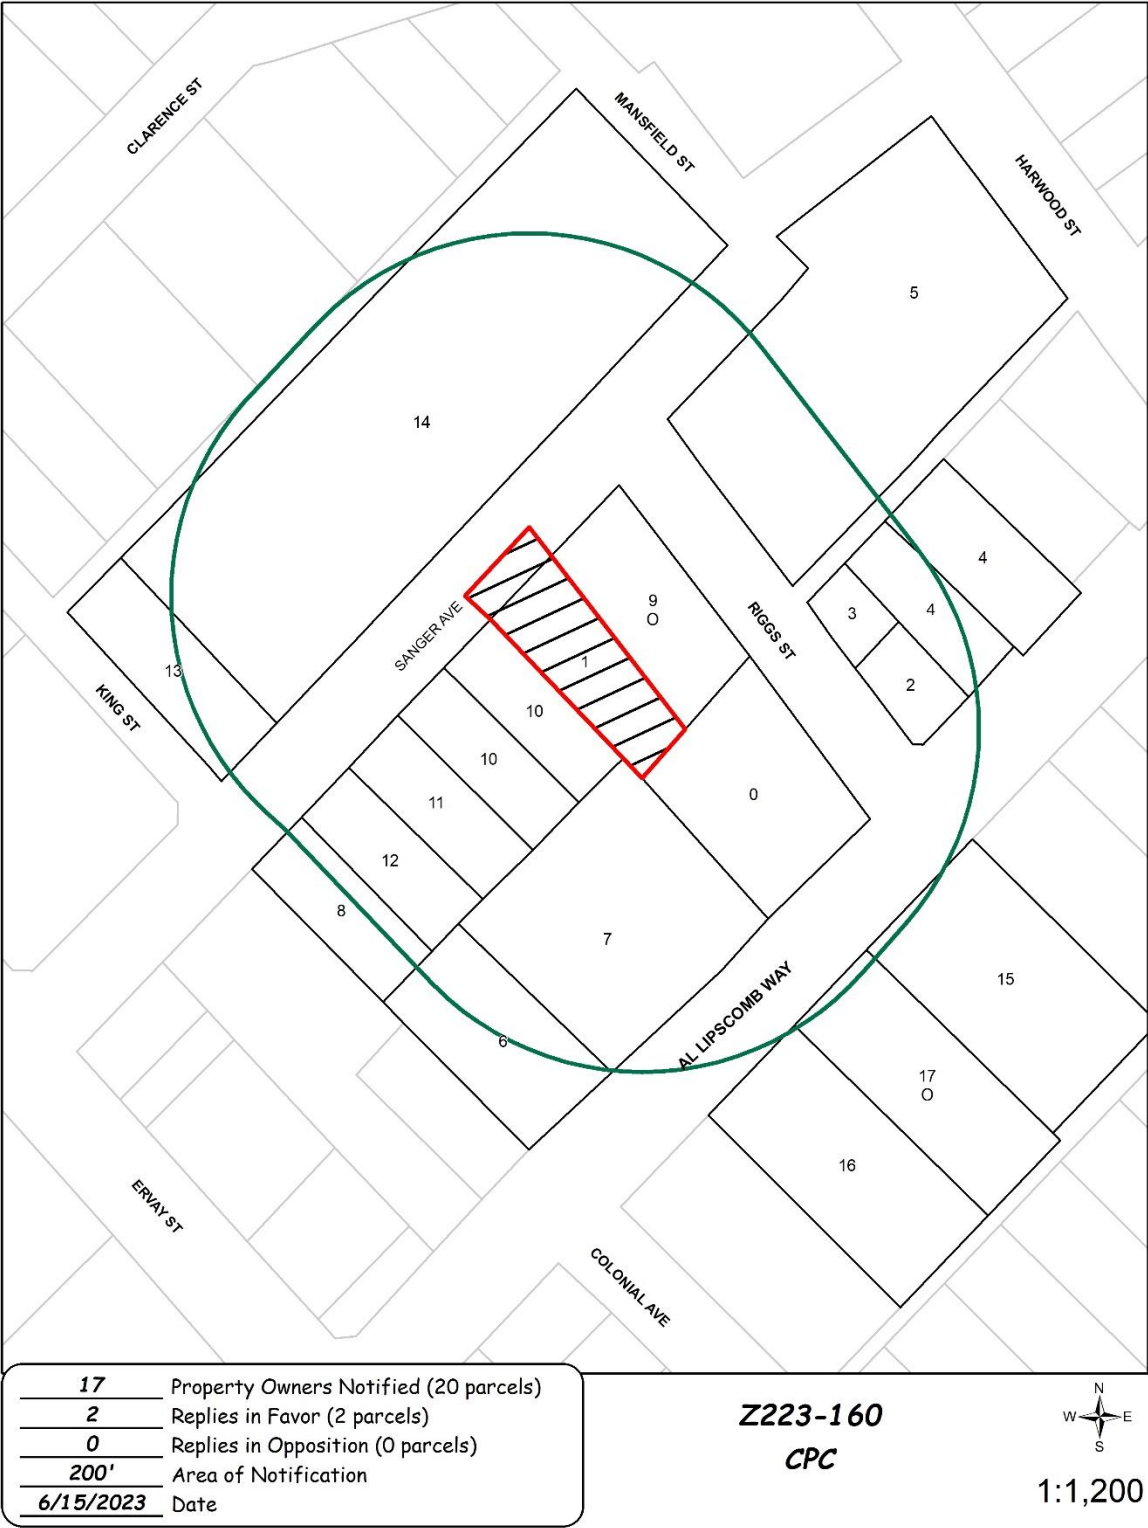 CLARENCE ST
MANSFIELD ST
HARWOOD ST
5
14
4
9
O
3
4
SANGER AVE
RIGGS ST
1
13
2
KING ST
10
10
0
11
12
8
7
15
AL LIPSCOMB WAY
6
17
O
16
ERVAY ST
COLONIAL AVE
17 Property Owners Notified (20 parcels)
2 Replies in Favor (2 parcels)
0 Replies in Opposition (0 parcels)
200' Area of Notification
6/15/2023 Date
Z223-160
CPC
N
W E
S
1:1,200